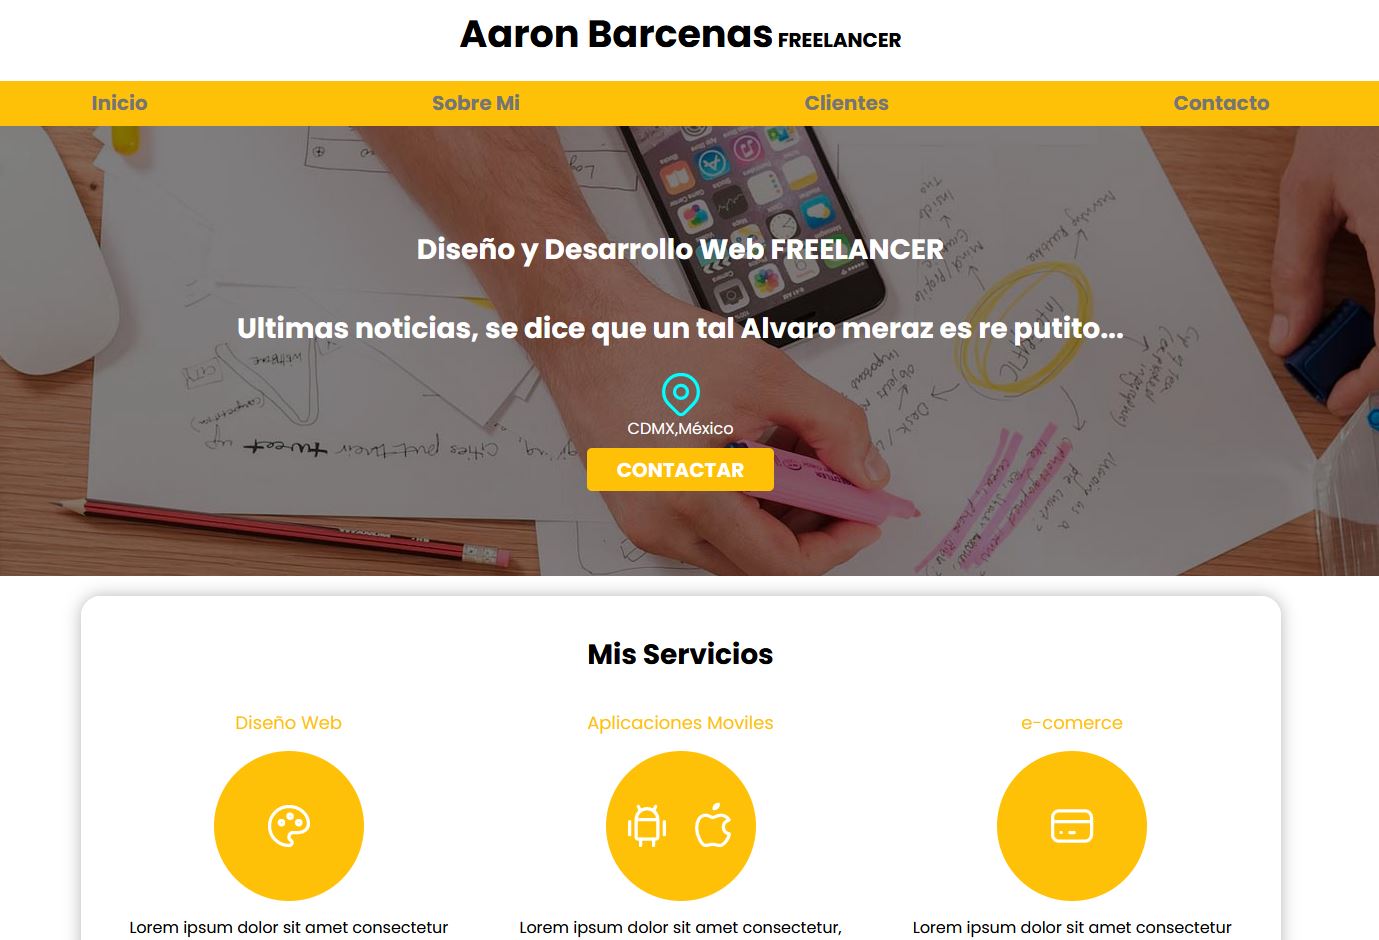 Aaron Barcenas FREELANCER
Inicio Sobre Mi Clientes Contacto
Diseño y Desarrollo Web FREELANCER
Ultimas noticias, se dice que un tal Alvaro meraz es re putito...
CDMX,México
CONTACTAR
Mis Servicios
Diseño Web Aplicaciones Moviles e-comerce
Lorem ipsum dolor sit amet consectetur Lorem ipsum dolor sit amet consectetur, Lorem ipsum dolor sit amet consectetur